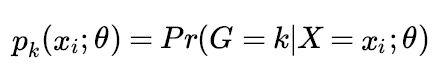 p_k(x_i; θ) = Pr(G = k|X = x_i; θ)